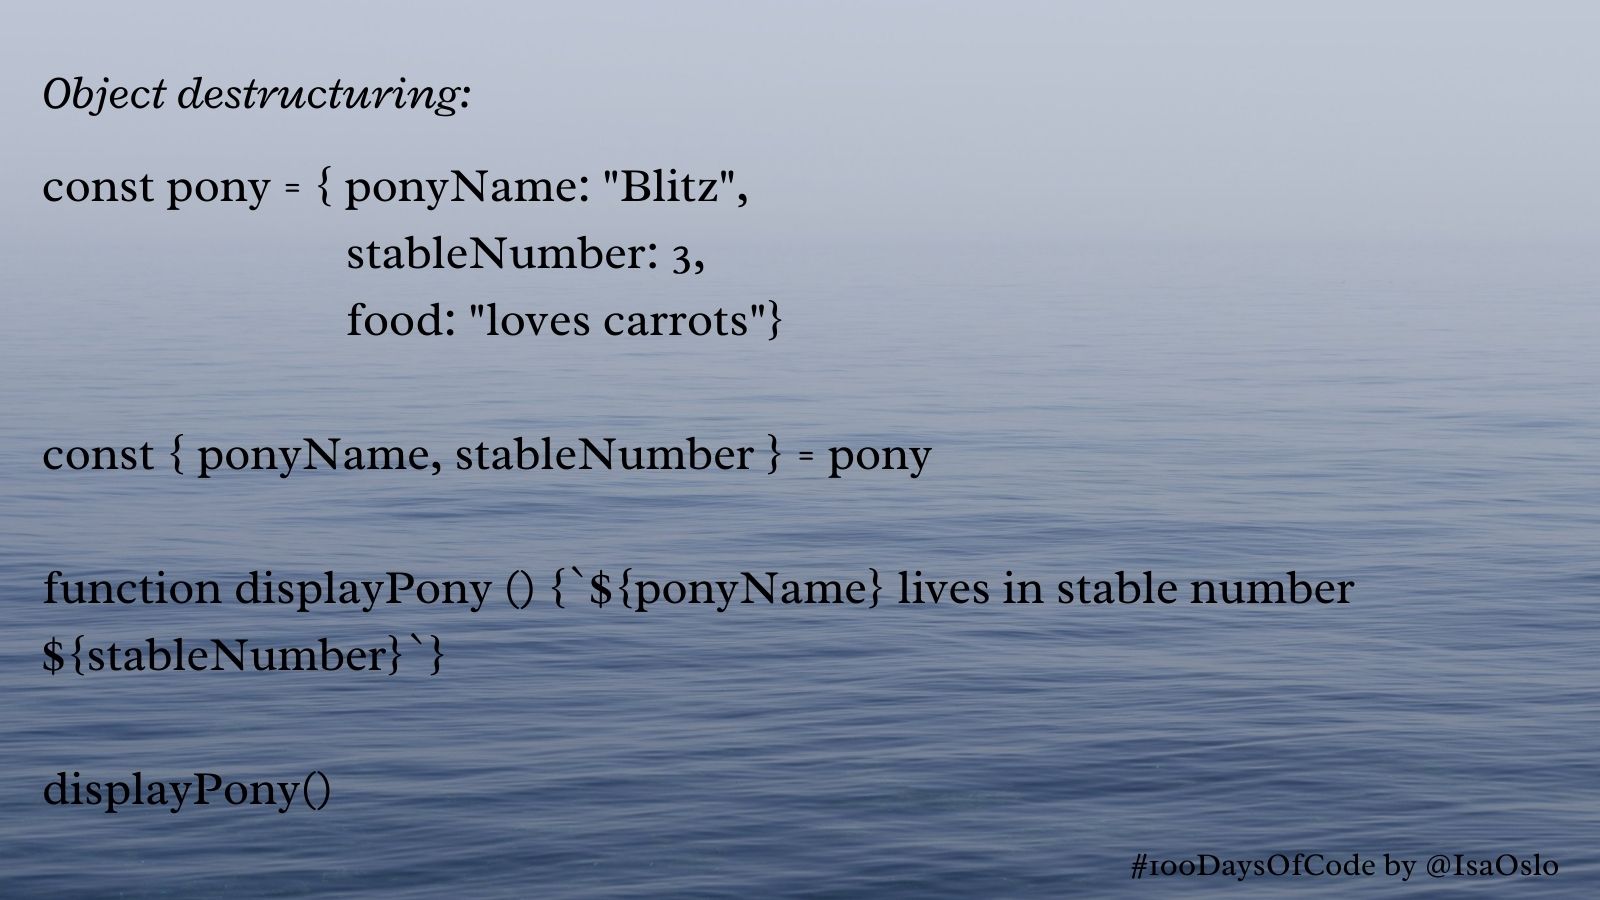 Object destructuring:
const pony = { ponyName: "Blitz",
stableNumber: 3,
food: "loves carrots"}
const { ponyName, stableNumber } = pony
function displayPony () {`${ponyName} lives in stable number
${stableNumber}`}
displayPony()
#100DaysOfCode by @IsaOslo